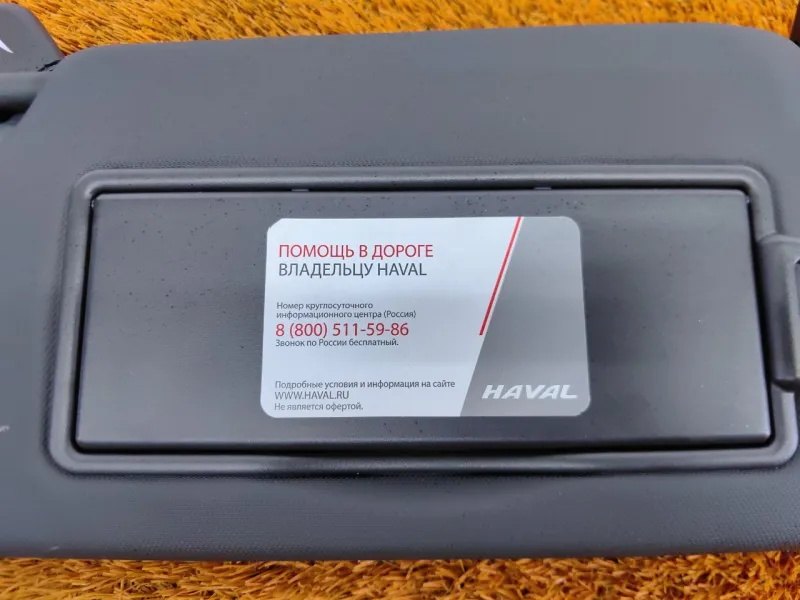 ПОМОЩЬ В ДОРОГЕ
ВЛАДЕЛЬЦУ HAVAL
Номер круглосуточного
информационного центра (Россия)
8 (800) 511-59-86
Звонок по России бесплатный.
Подробные условия и информация на сайте
WWW.HAVAL.RU
Не является офертой.
HAVAL